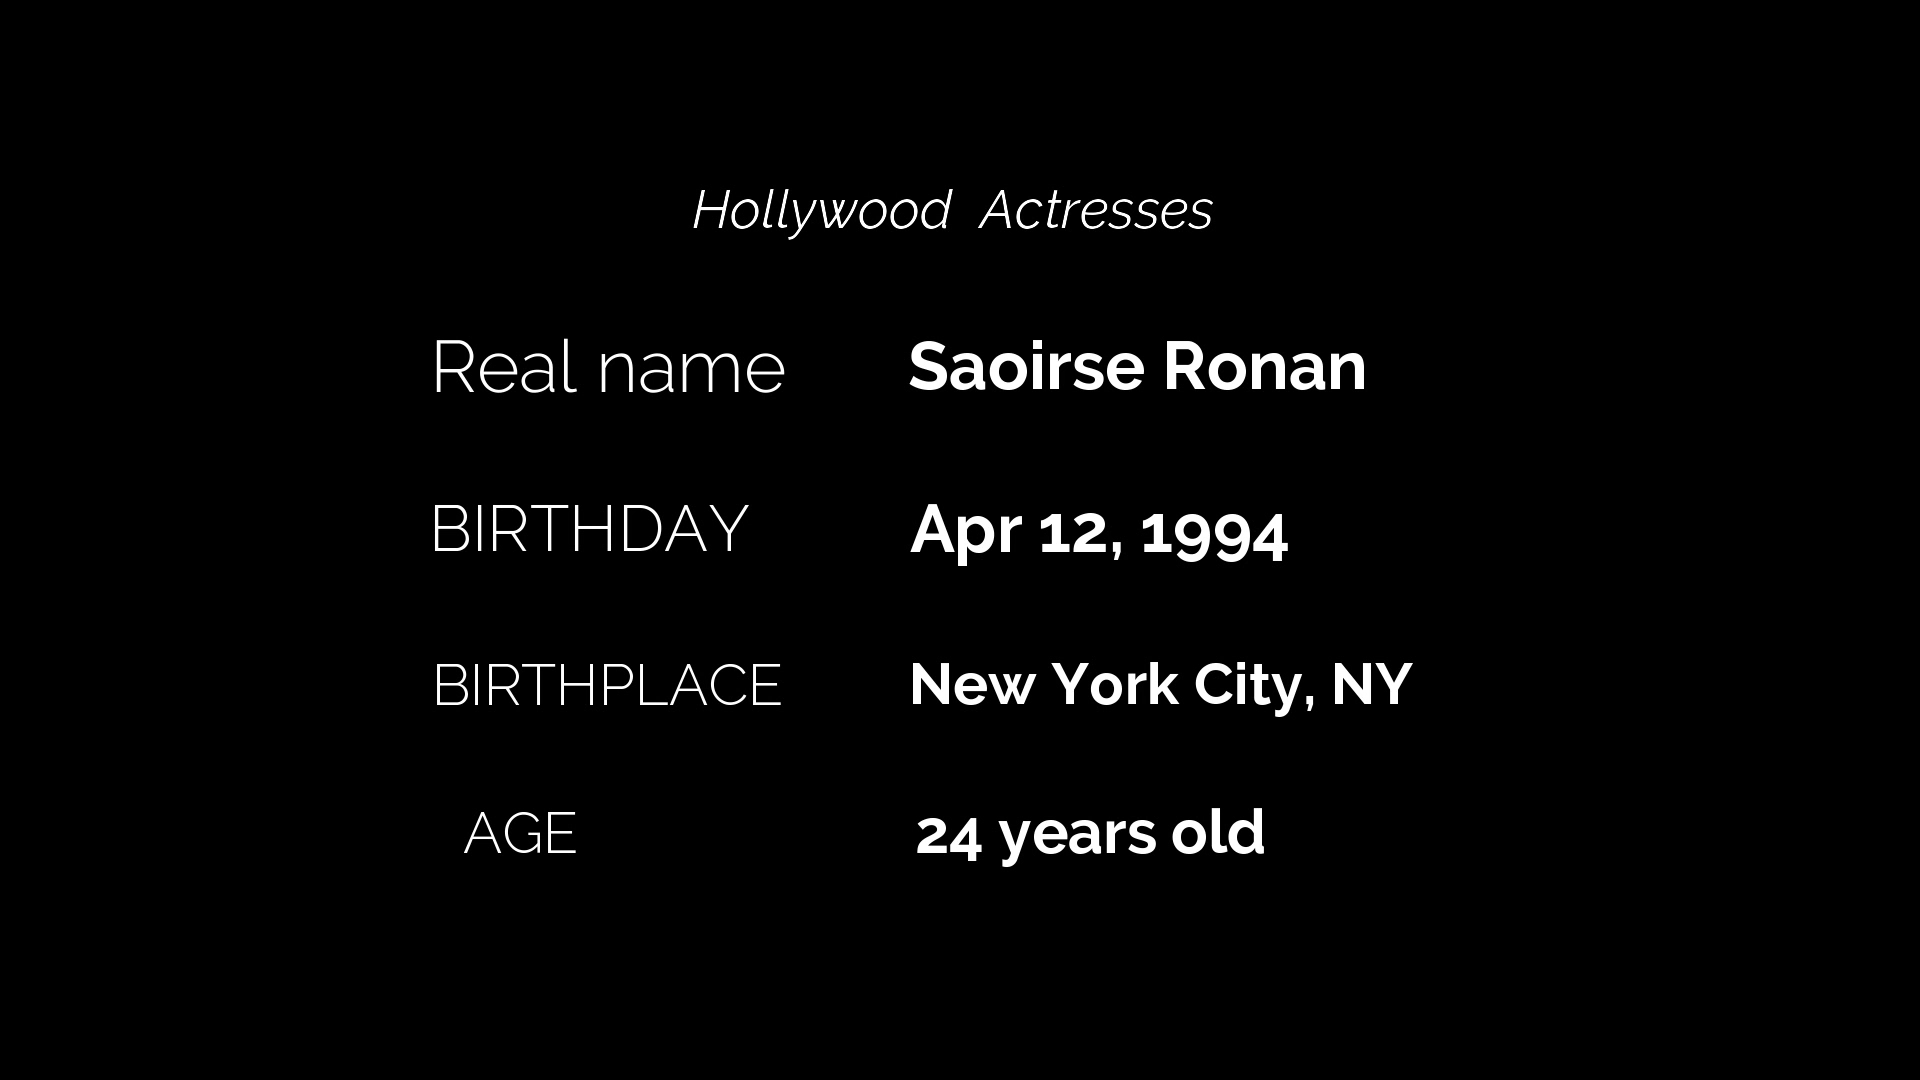 Hollywood Actresses
Real name Saoirse Ronan
BIRTHDAY Apr 12, 1994
BIRTHPLACE New York City, NY
AGE 24 years old